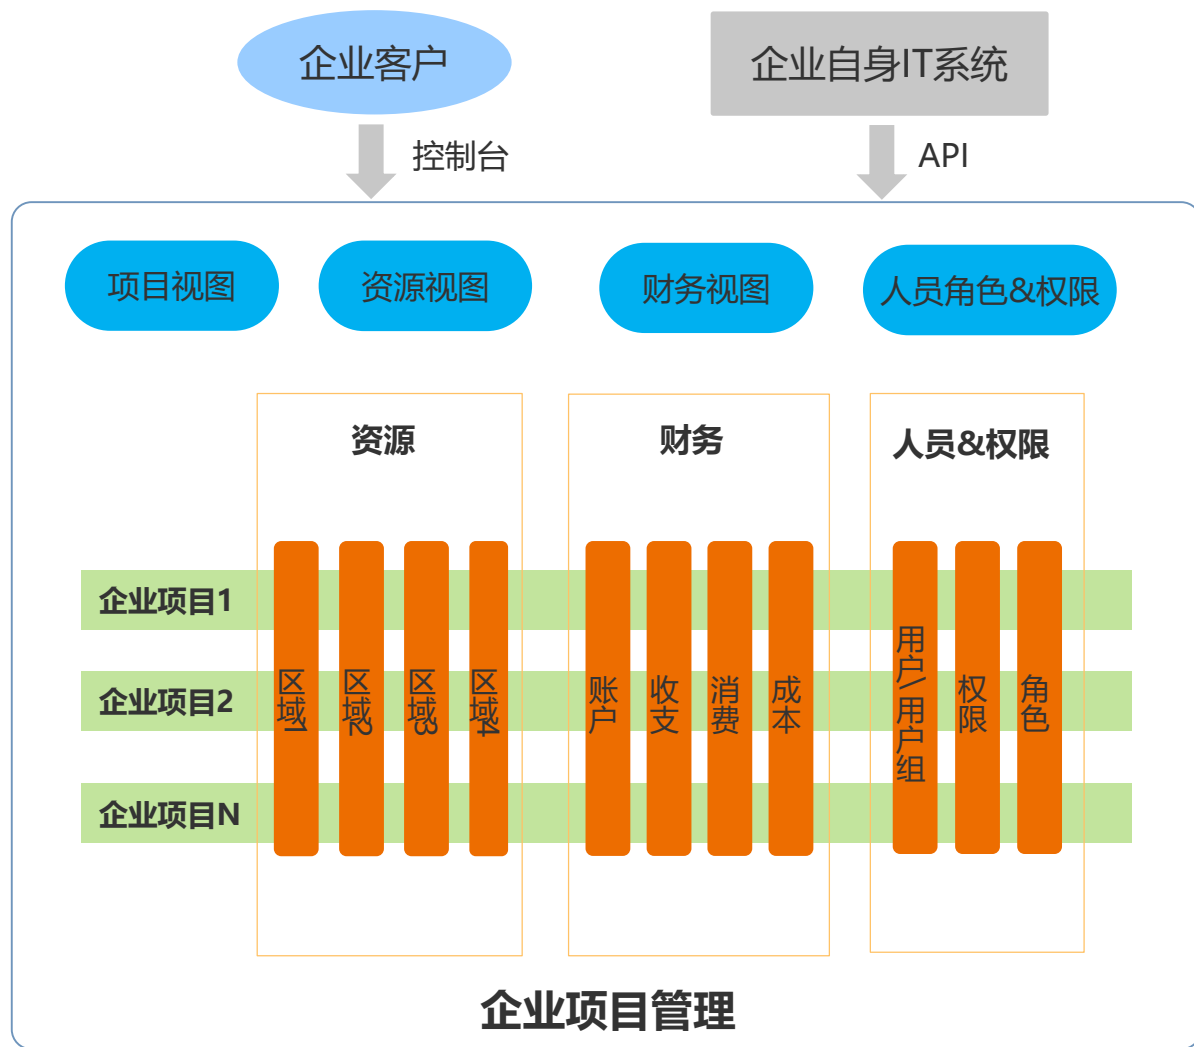 企业客户
企业自身IT系统
控制台
API
项目视图
资源视图
财务视图
人员角色&权限
资源
财务
人员&权限
企业项目1
企业项目2
企业项目N
区域1
区域2
区域3
区域4
账户
收支
消费
成本
用户/用户组
权限
角色
企业项目管理